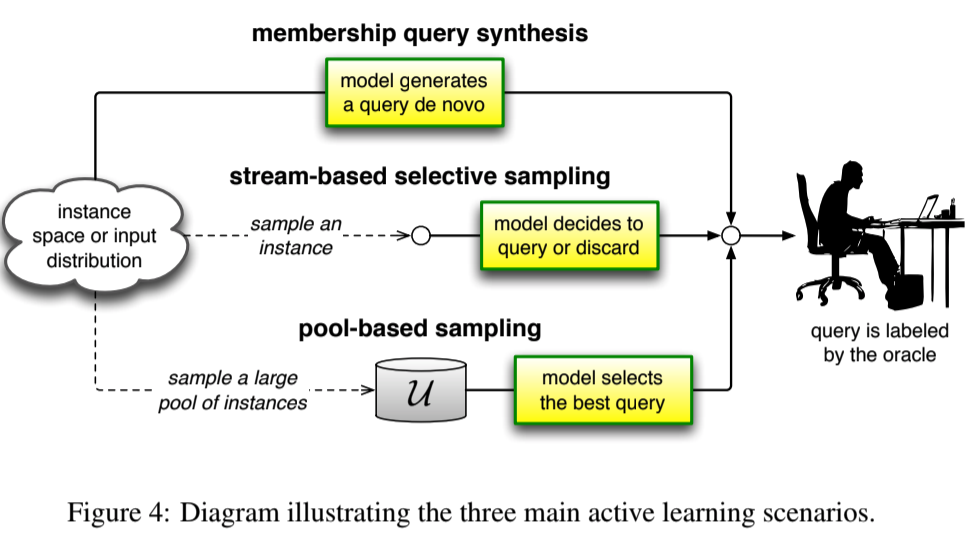 membership query synthesis
model generates
a query de novo
stream-based selective sampling
instance
space or input
distribution
sample an
instance
model decides to
query or discard
pool-based sampling
query is labeled
by the oracle
sample a large
pool of instances
U
model selects
the best query
Figure 4: Diagram illustrating the three main active learning scenarios.